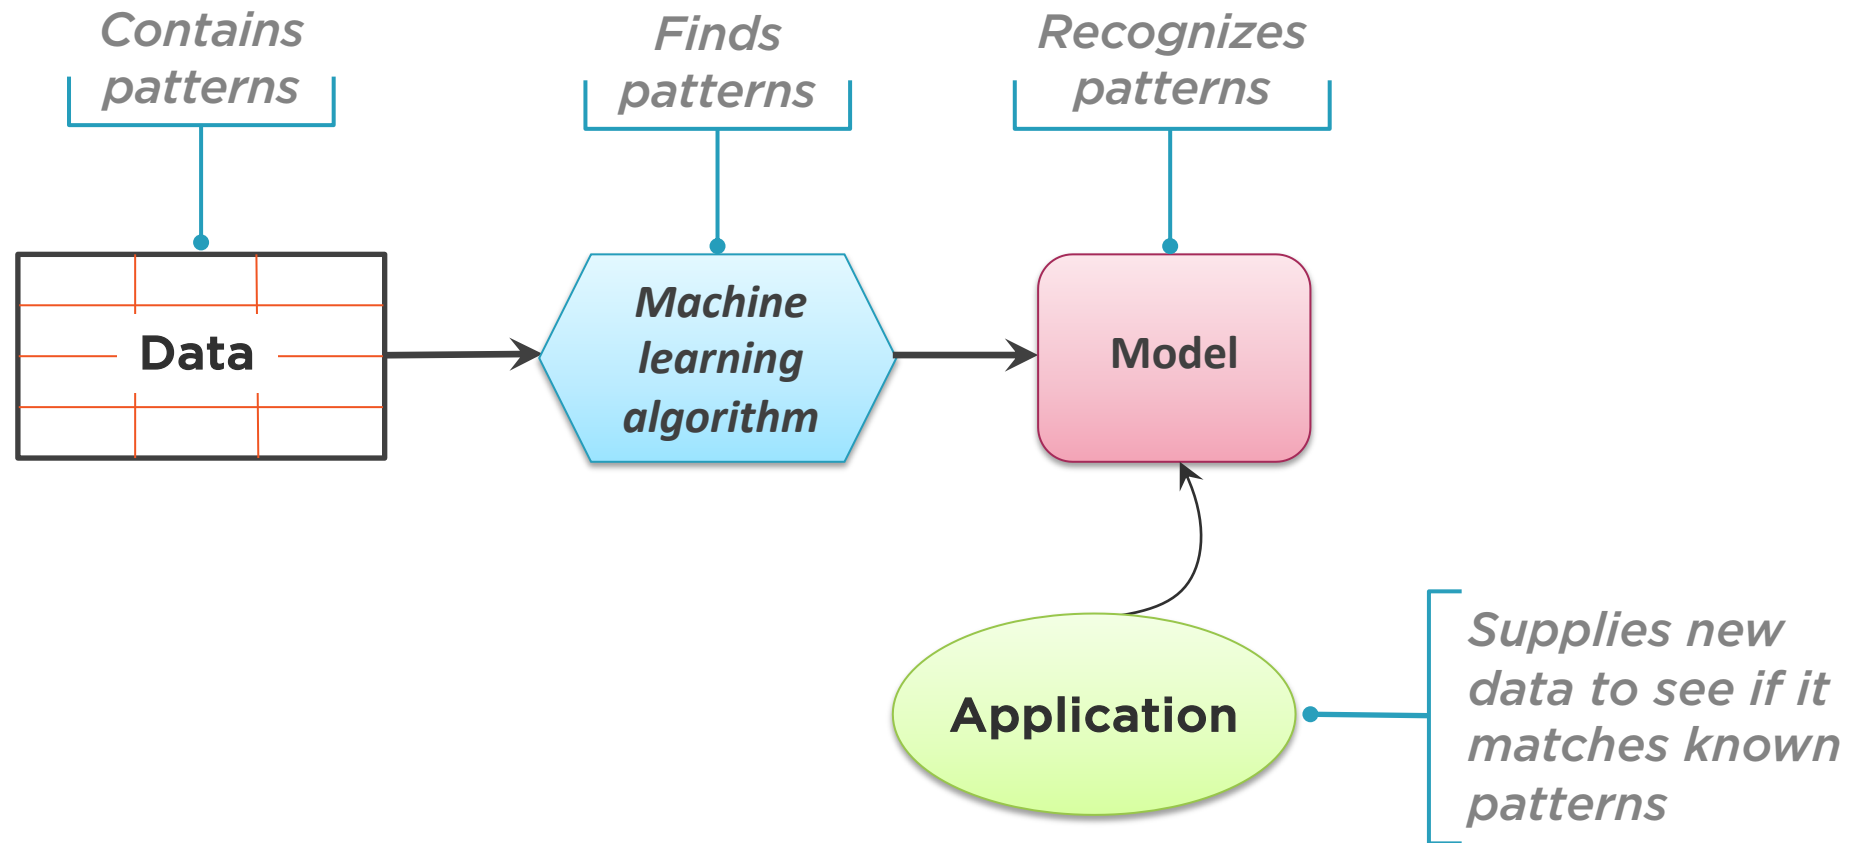 Contains
patterns
Finds
patterns
Recognizes
patterns
Data
Machine
learning
algorithm
Model
Application
Supplies new
data to see if it
matches known
patterns